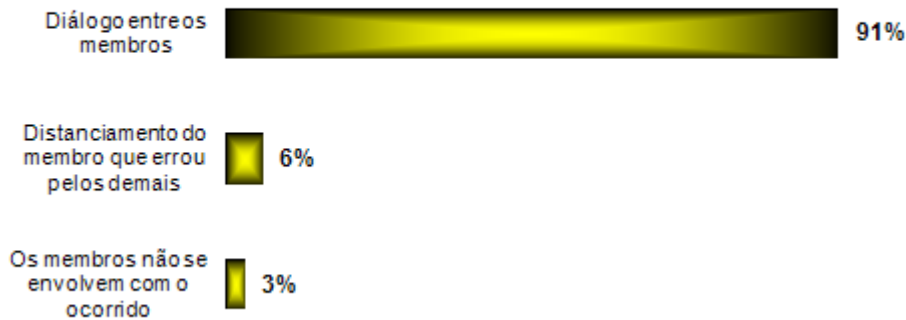 Diálogo entre os
membros
91%
Distanciamento do
membro que errou
pelos demais
6%
Os membros não se
envolvem com o
ocorrido
3%